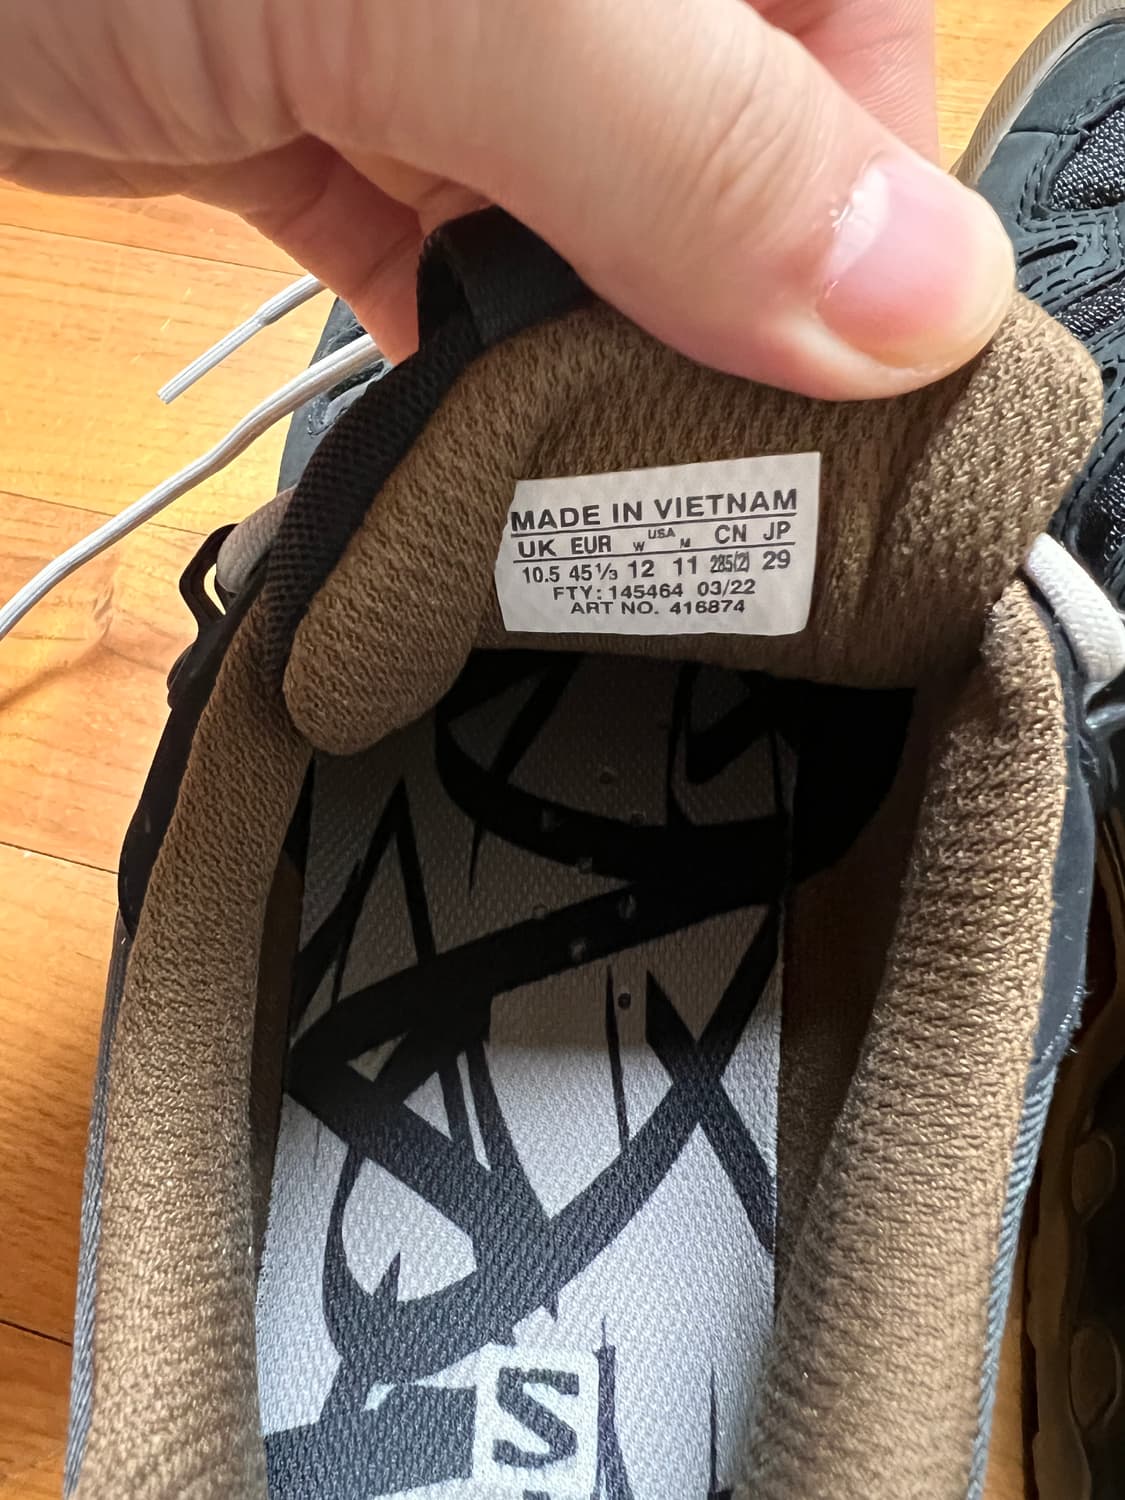 MADE IN VIETNAM
UK EUR W USA M CN JP
10.5 45⅓ 12 11 285(2) 29
FTY: 145464 03/22
ART NO. 416874
S